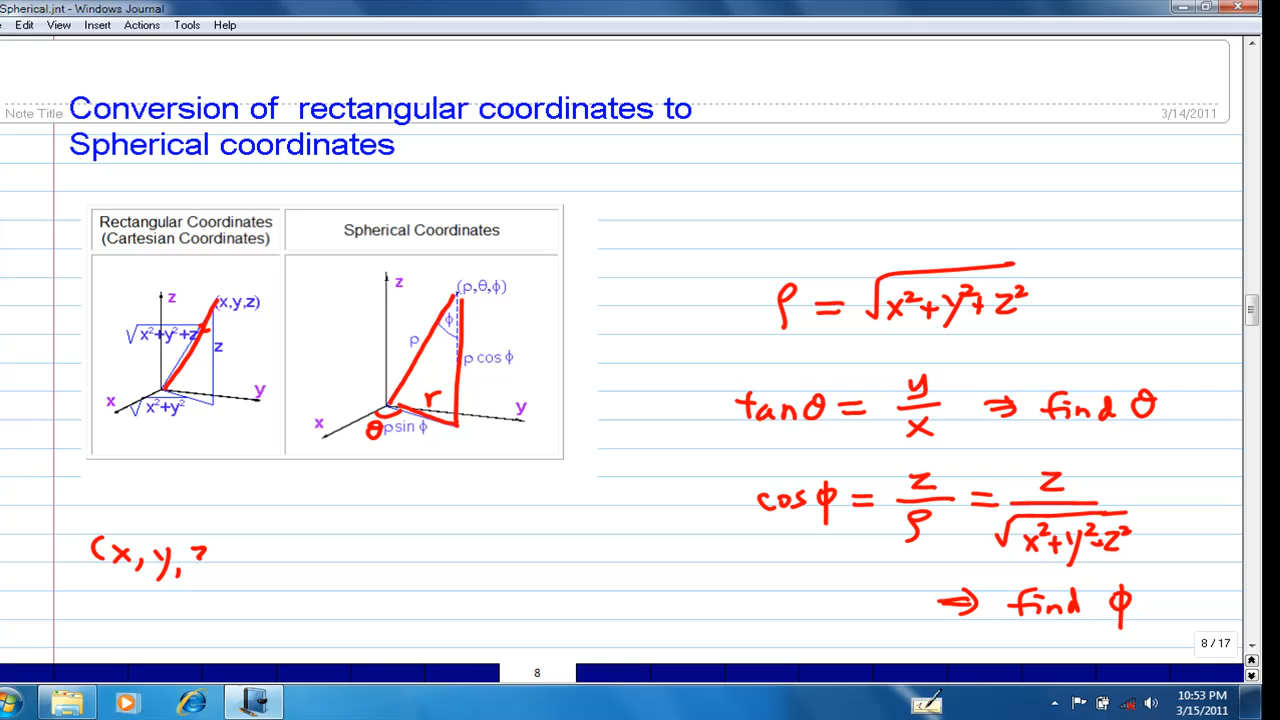 Spherical.jnt - Windows Journal
Edit View Insert Actions Tools Help
Note Title
3/14/2011
Conversion of rectangular coordinates to
Spherical coordinates
Rectangular Coordinates
(Cartesian Coordinates)
Spherical Coordinates
z
(x,y,z)
√x²+y²+z
z
x
y
√x²+y²
z
(ρ,θ,ϕ)
ϕ
ρ
ρ cos ϕ
r
x
y
θ
ρsin ϕ
ρ = √x²+y²+z²
tanθ = y/x ⇒ find θ
cosϕ = z/ρ = z/√x²+y²+z²
⇒ find ϕ
(x, y, z
8 / 17
8
10:53 PM
3/15/2011